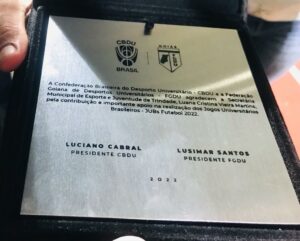 CBDU
BRASIL
GOIÁS
A Confederação Brasileira do Desporto Universitário - CBDU e a Federação
Goiana de Desportos Universitários - FGDU, agradecem a Secretária
Municipal de Esporte e Juventude de Trindade, Luana Cristina Vieira Martins,
pela contribuição e importante apoio na realização dos Jogos Universitários
Brasileiros - JUBs Futebol 2022.
LUCIANO CABRAL
PRESIDENTE CBDU
LUSIMAR SANTOS
PRESIDENTE FGDU
2022